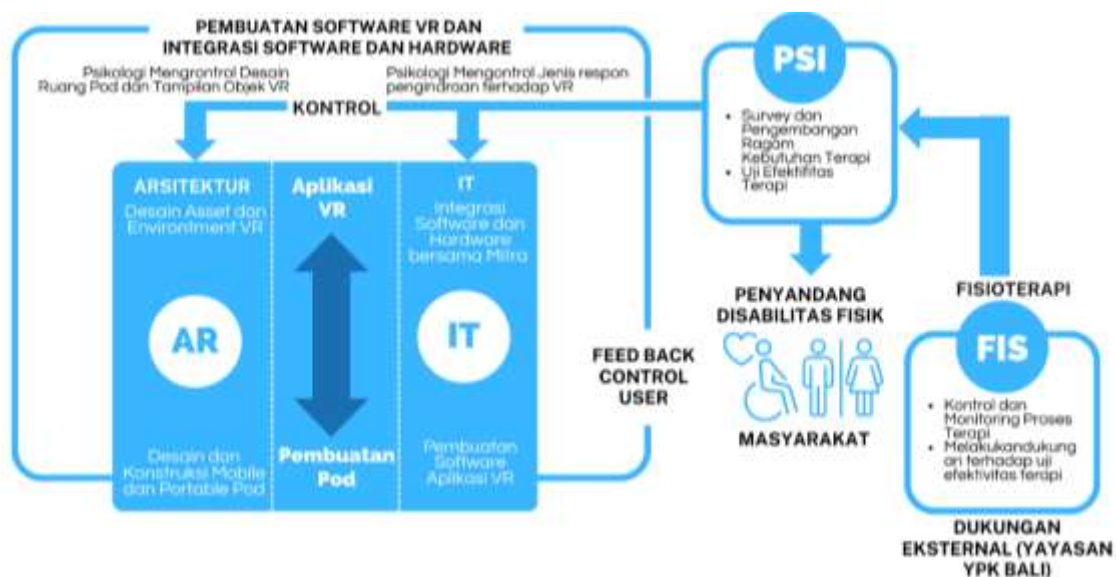 PEMBUATAN SOFTWARE VR DAN
INTEGRASI SOFTWARE DAN HARDWARE
Psikologi Mengrontrol Desain
Ruang Pod dan Tampilan Objek VR
Psikologi Mengontrol Jenis respon
pengindraan terhadap VR
KONTROL
ARSITEKTUR
Desain Asset dan
Environtment VR
AR
Desain dan
Konstruksi Mobile
dan Portable Pod
Aplikasi
VR
Pembuatan
Pod
IT
Integrasi
Software dan
Hardware
bersama Mitra
IT
Pembuatan
Software
Aplikasi VR
FEED BACK
CONTROL
USER
PSI
• Survey dan
Pengembangan
Ragam
Kebutuhan Terapi
• Uji Efektifitas
Terapi
PENYANDANG
DISABILITAS FISIK
MASYARAKAT
FISIOTERAPI
FIS
• Kontrol dan
Monitoring Proses
Terapi
• Melakukandukung
an terhadap uji
efektivitas terapi
DUKUNGAN
EKSTERNAL (YAYASAN
YPK BALI)